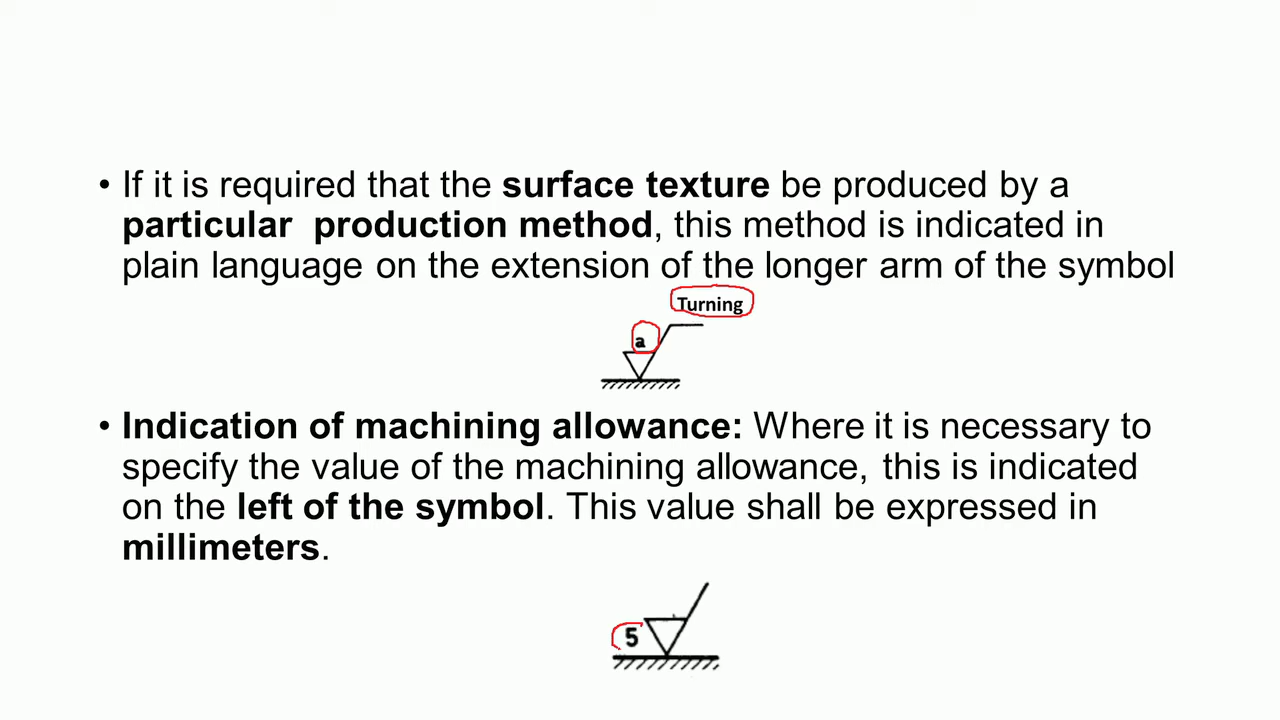 • If it is required that the surface texture be produced by a
particular production method, this method is indicated in
plain language on the extension of the longer arm of the symbol
Turning
a
• Indication of machining allowance: Where it is necessary to
specify the value of the machining allowance, this is indicated
on the left of the symbol. This value shall be expressed in
millimeters.
5